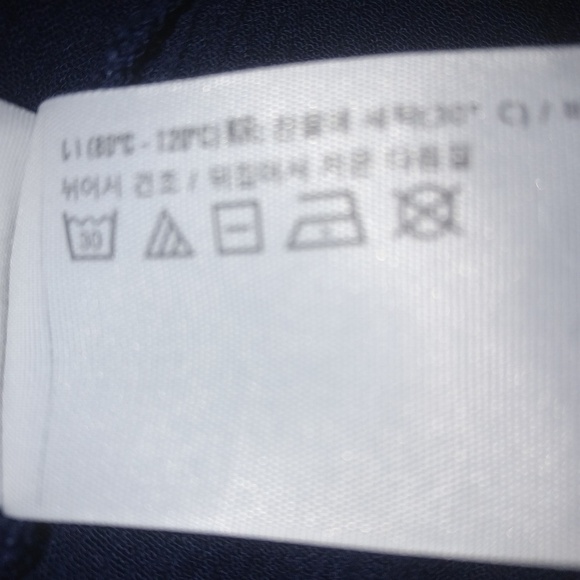 (80℃ - 120℃) KR: 찬물에 세탁(30° C) /
뉘어서 건조 / 뒤집어서 저온 다림질
30